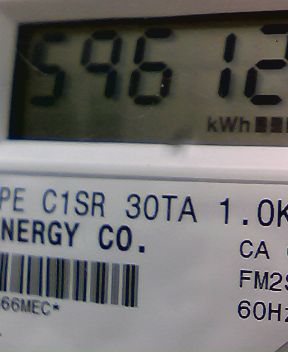 59612
kWh
PE C1SR 30TA 1.0K
NERGY CO.
CA
FM2S
60Hz
66MEC*